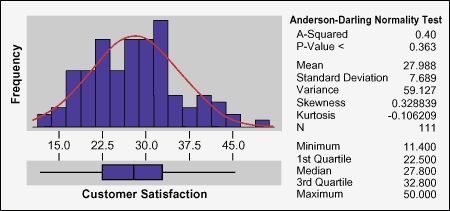 Anderson-Darling Normality Test
A-Squared 0.40
P-Value < 0.363
Mean 27.988
Standard Deviation 7.689
Variance 59.127
Skewness 0.328839
Kurtosis -0.106209
N 111
Minimum 11.400
1st Quartile 22.500
Median 27.800
3rd Quartile 32.800
Maximum 50.000
Frequency
15.0 22.5 30.0 37.5 45.0
Customer Satisfaction